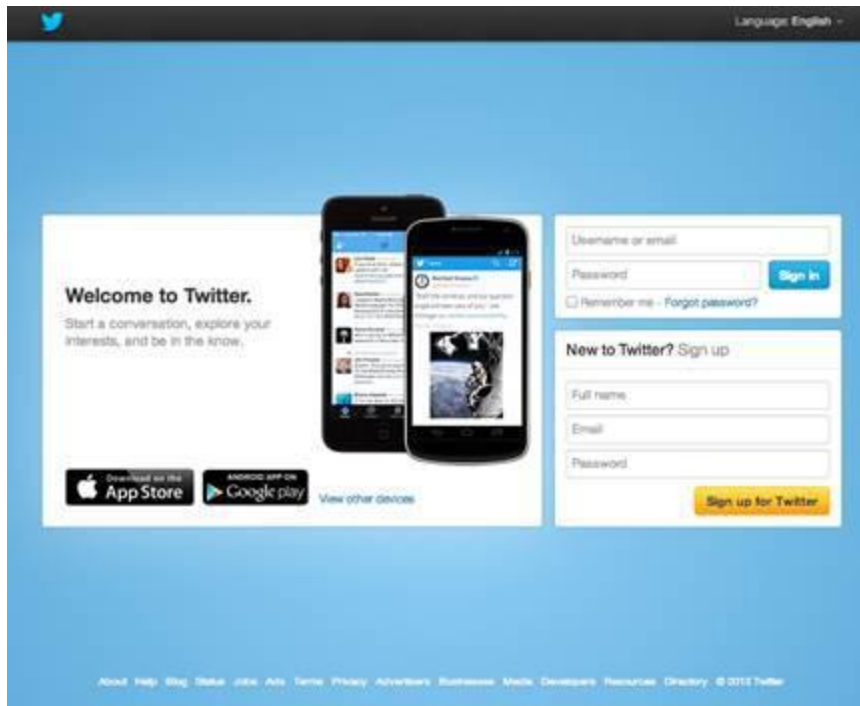 Language: English
Welcome to Twitter.
Start a conversation, explore your
interests, and be in the know.
Download on the
App Store
ANDROID APP ON
Google play
View other devices
Username or email
Password
Sign in
Remember me · Forgot password?
New to Twitter? Sign up
Full name
Email
Password
Sign up for Twitter
About Help Blog Status Jobs Ads Terms Privacy Advertisers Businesses Media Developers Resources Directory © 2013 Twitter